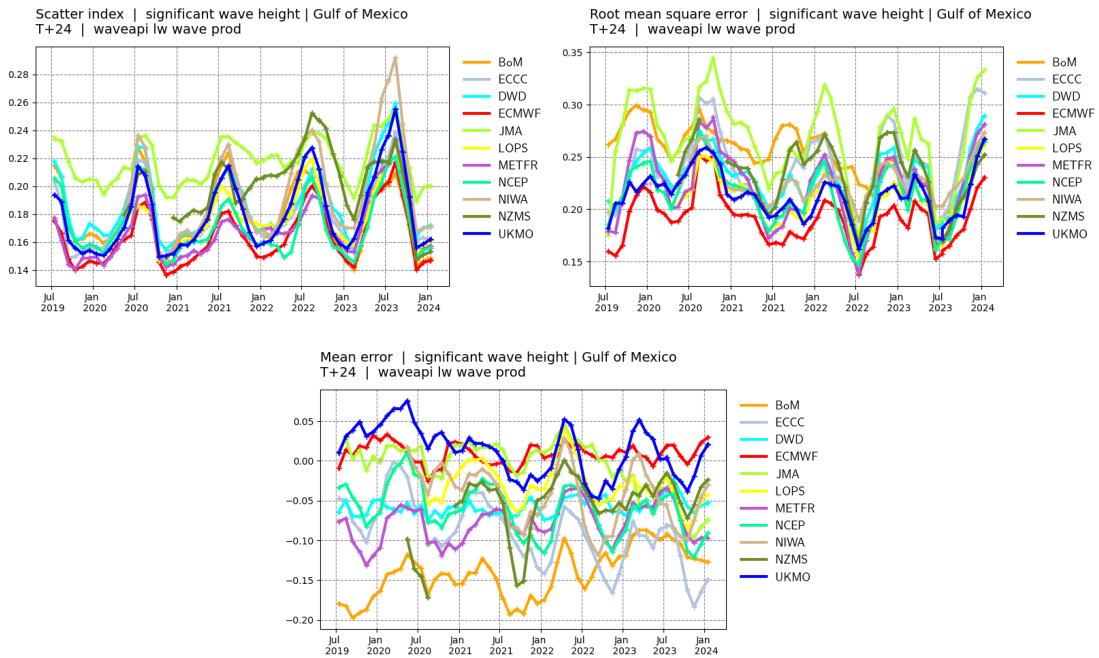 Scatter index | significant wave height | Gulf of Mexico
T+24 | waveapi lw wave prod
0.28
0.26
0.24
0.22
0.20
0.18
0.16
0.14
Jul 2019
Jan 2020
Jul 2020
Jan 2021
Jul 2021
Jan 2022
Jul 2022
Jan 2023
Jul 2023
Jan 2024
BoM
ECCC
DWD
ECMWF
JMA
LOPS
METFR
NCEP
NIWA
NZMS
UKMO
Root mean square error | significant wave height | Gulf of Mexico
T+24 | waveapi lw wave prod
0.35
0.30
0.25
0.20
0.15
Jul 2019
Jan 2020
Jul 2020
Jan 2021
Jul 2021
Jan 2022
Jul 2022
Jan 2023
Jul 2023
Jan 2024
BoM
ECCC
DWD
ECMWF
JMA
LOPS
METFR
NCEP
NIWA
NZMS
UKMO
Mean error | significant wave height | Gulf of Mexico
T+24 | waveapi lw wave prod
0.05
0.00
−0.05
−0.10
−0.15
−0.20
Jul 2019
Jan 2020
Jul 2020
Jan 2021
Jul 2021
Jan 2022
Jul 2022
Jan 2023
Jul 2023
Jan 2024
BoM
ECCC
DWD
ECMWF
JMA
LOPS
METFR
NCEP
NIWA
NZMS
UKMO